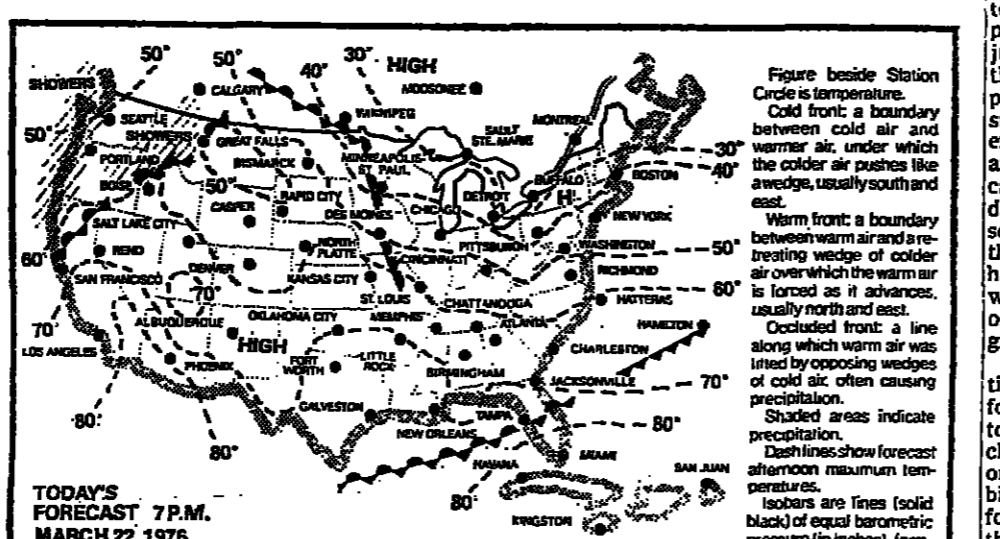 50°
50°
40°
30°
HIGH
SHOWERS
CALGARY
MOOSONEE
SEATTLE
WINNIPEG
MONTREAL
SAULT
STE. MARIE
50°
SHOWERS
GREAT FALLS
PORTLAND
BISMARCK
MINNEAPOLIS
ST. PAUL
30°
40°
BOISE
50°
BUFFALO
BOSTON
RAPID CITY
DETROIT
H
CASPER
DES MOINES
CHICAGO
NEW YORK
SALT LAKE CITY
NORTH
PLATTE
PITTSBURGH
WASHINGTON
50°
RENO
60°
DENVER
CINCINNATI
SAN FRANCISCO
KANSAS CITY
RICHMOND
70°
ST. LOUIS
CHATTANOOGA
HATTERAS
60°
ALBUQUERQUE
OKLAHOMA CITY
MEMPHIS
ATLANTA
HAMILTON
70°
HIGH
LOS ANGELES
PHOENIX
FORT
WORTH
LITTLE
ROCK
CHARLESTON
BIRMINGHAM
JACKSONVILLE
70°
GALVESTON
TAMPA
80°
80°
80°
NEW ORLEANS
MIAMI
HAVANA
SAN JUAN
80°
KINGSTON
TODAY'S
FORECAST 7 P.M.
MARCH 22, 1976
Figure beside Station
Circle is temperature.
Cold front: a boundary
between cold air and
warmer air, under which
the colder air pushes like
a wedge, usually south and
east.
Warm front: a boundary
between warm air and a re-
treating wedge of colder
air over which the warm air
is forced as it advances,
usually north and east.
Occluded front: a line
along which warm air was
lifted by opposing wedges
of cold air, often causing
precipitation.
Shaded areas indicate
precipitation.
Dash lines show forecast
afternoon maximum tem-
peratures.
Isobars are lines (solid
black) of equal barometric
pressure (in inches),